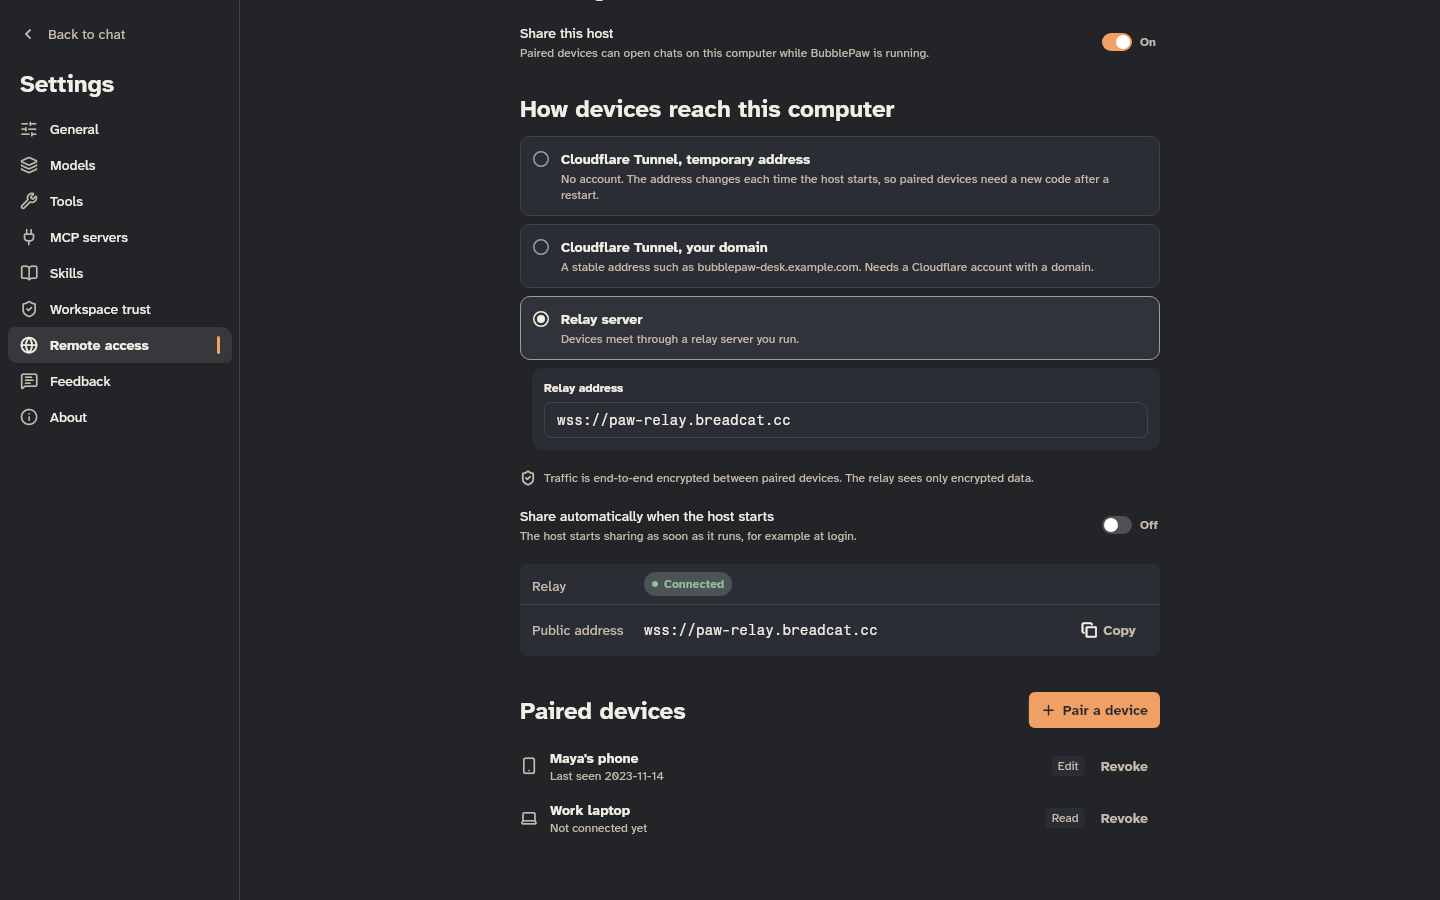 Back to chat
Settings
General
Models
Tools
MCP servers
Skills
Workspace trust
Remote access
Feedback
About
Share this host
Paired devices can open chats on this computer while BubblePaw is running.
On
How devices reach this computer
Cloudflare Tunnel, temporary address
No account. The address changes each time the host starts, so paired devices need a new code after a
restart.
Cloudflare Tunnel, your domain
A stable address such as bubblepaw-desk.example.com. Needs a Cloudflare account with a domain.
Relay server
Devices meet through a relay server you run.
Relay address
wss://paw-relay.breadcat.cc
Traffic is end-to-end encrypted between paired devices. The relay sees only encrypted data.
Share automatically when the host starts
The host starts sharing as soon as it runs, for example at login.
Off
Relay
Connected
Public address
wss://paw-relay.breadcat.cc
Copy
Paired devices
Pair a device
Maya's phone
Last seen 2023-11-14
Edit
Revoke
Work laptop
Not connected yet
Read
Revoke